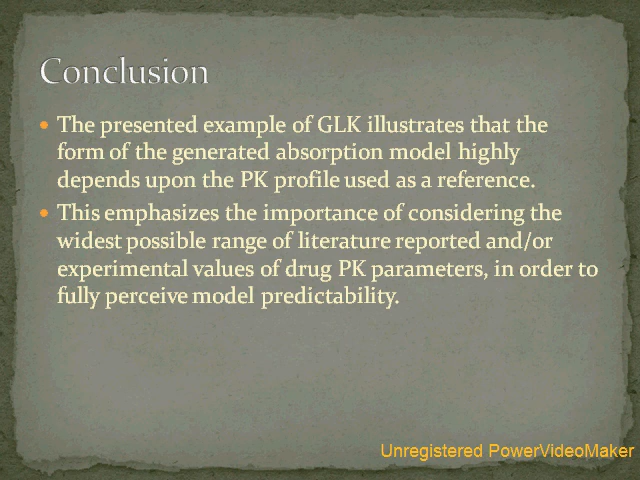 Conclusion
• The presented example of GLK illustrates that the
form of the generated absorption model highly
depends upon the PK profile used as a reference.
• This emphasizes the importance of considering the
widest possible range of literature reported and/or
experimental values of drug PK parameters, in order to
fully perceive model predictability.
Unregistered PowerVideoMaker